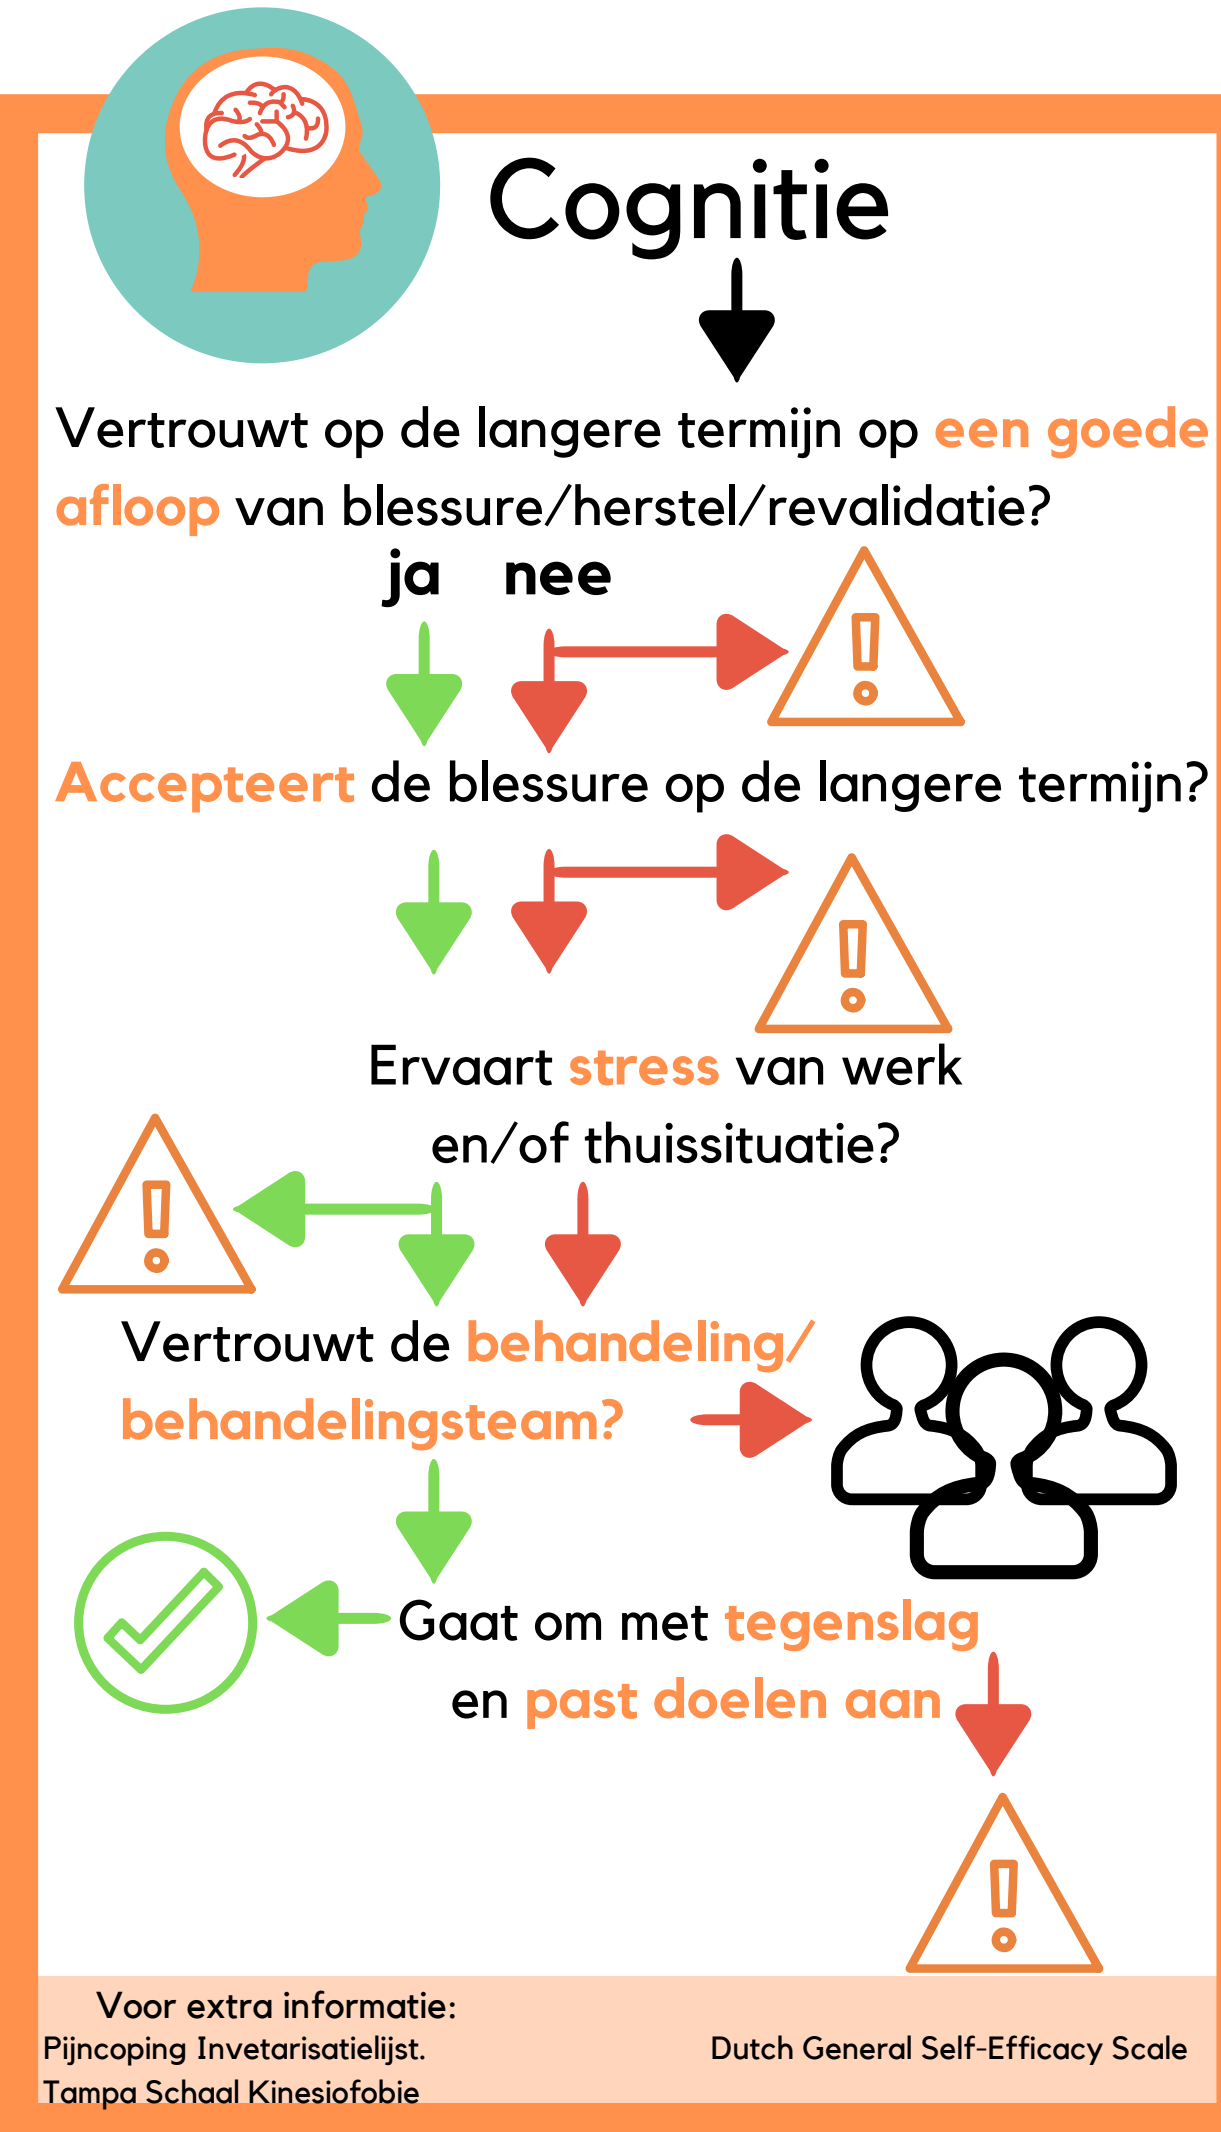 Cognitie
Vertrouwt op de langere termijn op een goede
afloop van blessure/herstel/revalidatie?
ja nee
Accepteert de blessure op de langere termijn?
Ervaart stress van werk
en/of thuissituatie?
Vertrouwt de behandeling/
behandelingsteam?
Gaat om met tegenslag
en past doelen aan
Voor extra informatie:
Pijncoping Invetarisatielijst.
Dutch General Self-Efficacy Scale
Tampa Schaal Kinesiofobie